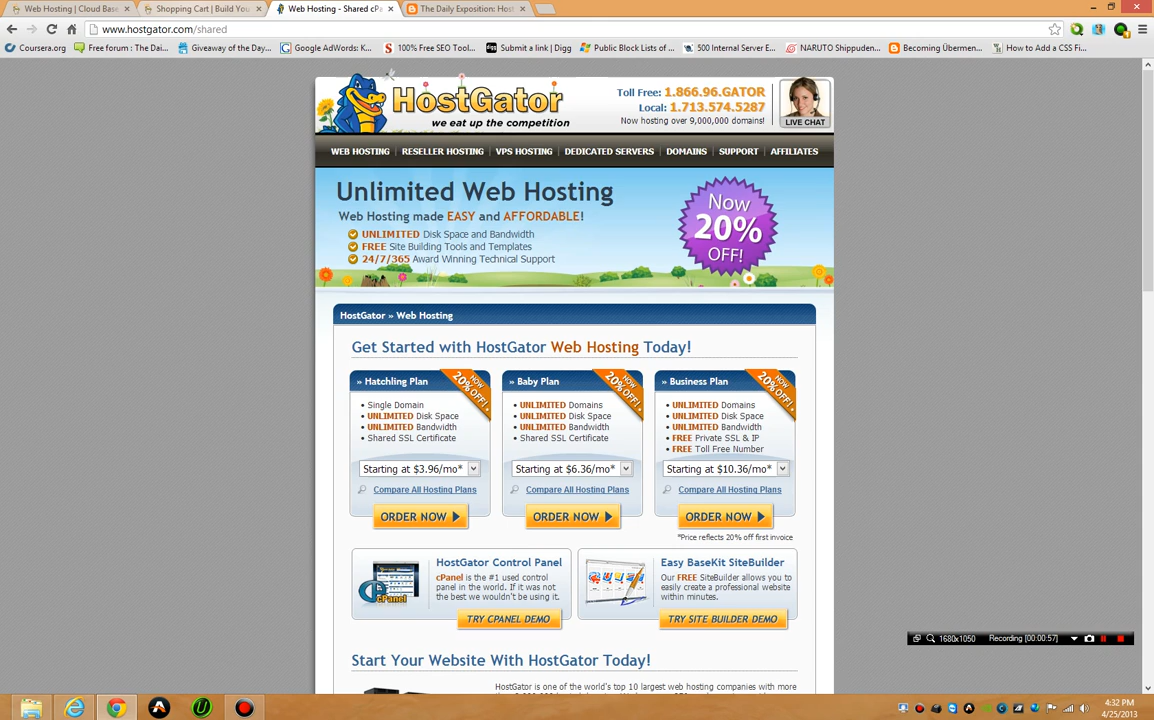 Web Hosting | Cloud Base
Shopping Cart | Build You
Web Hosting - Shared cPa
The Daily Exposition: Host
www.hostgator.com/shared
Coursera.org
Free forum : The Dai...
Giveaway of the Day...
Google AdWords: K...
100% Free SEO Tool...
Submit a link | Digg
Public Block Lists of ...
500 Internal Server E...
NARUTO Shippuden...
Becoming Übermen...
How to Add a CSS Fi...
HostGator
we eat up the competition
Toll Free: 1.866.96.GATOR
Local: 1.713.574.5287
Now hosting over 9,000,000 domains!
LIVE CHAT
WEB HOSTING
RESELLER HOSTING
VPS HOSTING
DEDICATED SERVERS
DOMAINS
SUPPORT
AFFILIATES
Unlimited Web Hosting
Web Hosting made EASY and AFFORDABLE!
UNLIMITED Disk Space and Bandwidth
FREE Site Building Tools and Templates
24/7/365 Award Winning Technical Support
Now
20%
OFF!
HostGator » Web Hosting
Get Started with HostGator Web Hosting Today!
» Hatchling Plan
NOW
20% OFF!
• Single Domain
• UNLIMITED Disk Space
• UNLIMITED Bandwidth
• Shared SSL Certificate
Starting at $3.96/mo*
Compare All Hosting Plans
ORDER NOW
» Baby Plan
NOW
20% OFF!
• UNLIMITED Domains
• UNLIMITED Disk Space
• UNLIMITED Bandwidth
• Shared SSL Certificate
Starting at $6.36/mo*
Compare All Hosting Plans
ORDER NOW
» Business Plan
NOW
20% OFF!
• UNLIMITED Domains
• UNLIMITED Disk Space
• UNLIMITED Bandwidth
• FREE Private SSL & IP
• FREE Toll Free Number
Starting at $10.36/mo*
Compare All Hosting Plans
ORDER NOW
*Price reflects 20% off first invoice
cPanel
HostGator Control Panel
cPanel is the #1 used control
panel in the world. If it was not
the best we wouldn't be using it.
TRY CPANEL DEMO
Easy BaseKit SiteBuilder
Our FREE SiteBuilder allows you to
easily create a professional website
within minutes.
TRY SITE BUILDER DEMO
1680x1050
Recording [00:00:57]
Start Your Website With HostGator Today!
HostGator is one of the world's top 10 largest web hosting companies with more
4:32 PM
4/25/2013